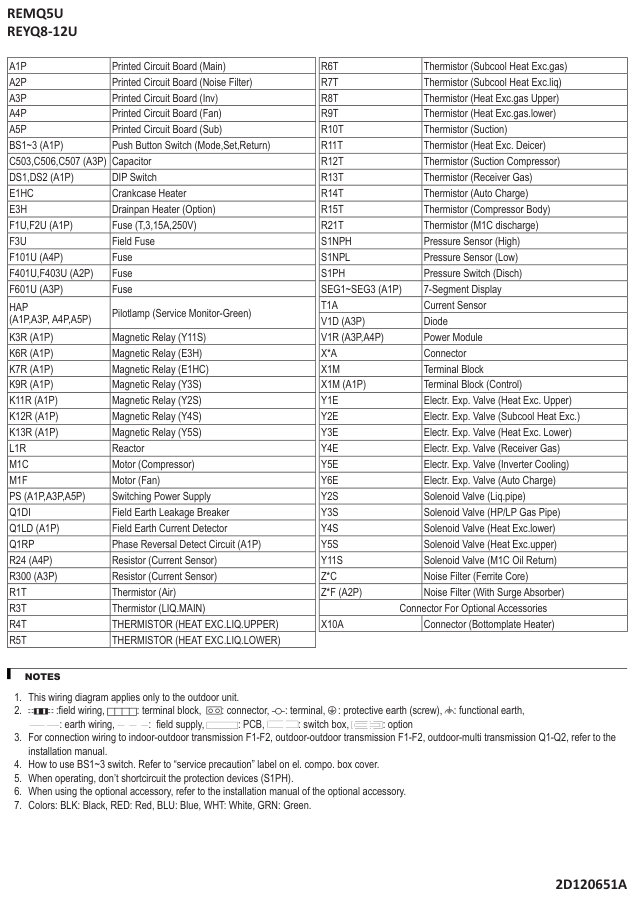 REMQ5U
REYQ8-12U
A1P Printed Circuit Board (Main)
A2P Printed Circuit Board (Noise Filter)
A3P Printed Circuit Board (Inv)
A4P Printed Circuit Board (Fan)
A5P Printed Circuit Board (Sub)
BS1~3 (A1P) Push Button Switch (Mode,Set,Return)
C503,C506,C507 (A3P) Capacitor
DS1,DS2 (A1P) DIP Switch
E1HC Crankcase Heater
E3H Drainpan Heater (Option)
F1U,F2U (A1P) Fuse (T,3,15A,250V)
F3U Field Fuse
F101U (A4P) Fuse
F401U,F403U (A2P) Fuse
F601U (A3P) Fuse
HAP
(A1P,A3P, A4P,A5P) Pilotlamp (Service Monitor-Green)
K3R (A1P) Magnetic Relay (Y11S)
K6R (A1P) Magnetic Relay (E3H)
K7R (A1P) Magnetic Relay (E1HC)
K9R (A1P) Magnetic Relay (Y3S)
K11R (A1P) Magnetic Relay (Y2S)
K12R (A1P) Magnetic Relay (Y4S)
K13R (A1P) Magnetic Relay (Y5S)
L1R Reactor
M1C Motor (Compressor)
M1F Motor (Fan)
PS (A1P,A3P,A5P) Switching Power Supply
Q1DI Field Earth Leakage Breaker
Q1LD (A1P) Field Earth Current Detector
Q1RP Phase Reversal Detect Circuit (A1P)
R24 (A4P) Resistor (Current Sensor)
R300 (A3P) Resistor (Current Sensor)
R1T Thermistor (Air)
R3T Thermistor (LIQ.MAIN)
R4T THERMISTOR (HEAT EXC.LIQ.UPPER)
R5T THERMISTOR (HEAT EXC.LIQ.LOWER)
R6T Thermistor (Subcool Heat Exc.gas)
R7T Thermistor (Subcool Heat Exc.liq)
R8T Thermistor (Heat Exc.gas Upper)
R9T Thermistor (Heat Exc.gas.lower)
R10T Thermistor (Suction)
R11T Thermistor (Heat Exc. Deicer)
R12T Thermistor (Suction Compressor)
R13T Thermistor (Receiver Gas)
R14T Thermistor (Auto Charge)
R15T Thermistor (Compressor Body)
R21T Thermistor (M1C discharge)
S1NPH Pressure Sensor (High)
S1NPL Pressure Sensor (Low)
S1PH Pressure Switch (Disch)
SEG1~SEG3 (A1P) 7-Segment Display
T1A Current Sensor
V1D (A3P) Diode
V1R (A3P,A4P) Power Module
X*A Connector
X1M Terminal Block
X1M (A1P) Terminal Block (Control)
Y1E Electr. Exp. Valve (Heat Exc. Upper)
Y2E Electr. Exp. Valve (Subcool Heat Exc.)
Y3E Electr. Exp. Valve (Heat Exc. Lower)
Y4E Electr. Exp. Valve (Receiver Gas)
Y5E Electr. Exp. Valve (Inverter Cooling)
Y6E Electr. Exp. Valve (Auto Charge)
Y2S Solenoid Valve (Liq.pipe)
Y3S Solenoid Valve (HP/LP Gas Pipe)
Y4S Solenoid Valve (Heat Exc.lower)
Y5S Solenoid Valve (Heat Exc.upper)
Y11S Solenoid Valve (M1C Oil Return)
Z*C Noise Filter (Ferrite Core)
Z*F (A2P) Noise Filter (With Surge Absorber)
Connector For Optional Accessories
X10A Connector (Bottomplate Heater)
NOTES
1. This wiring diagram applies only to the outdoor unit.
2. :field wiring, : terminal block, : connector, : terminal, : protective earth (screw), : functional earth,
: earth wiring, : field supply, : PCB, : switch box, : option
3. For connection wiring to indoor-outdoor transmission F1-F2, outdoor-outdoor transmission F1-F2, outdoor-multi transmission Q1-Q2, refer to the
installation manual.
4. How to use BS1~3 switch. Refer to “service precaution” label on el. compo. box cover.
5. When operating, don’t shortcircuit the protection devices (S1PH).
6. When using the optional accessory, refer to the installation manual of the optional accessory.
7. Colors: BLK: Black, RED: Red, BLU: Blue, WHT: White, GRN: Green.
2D120651A